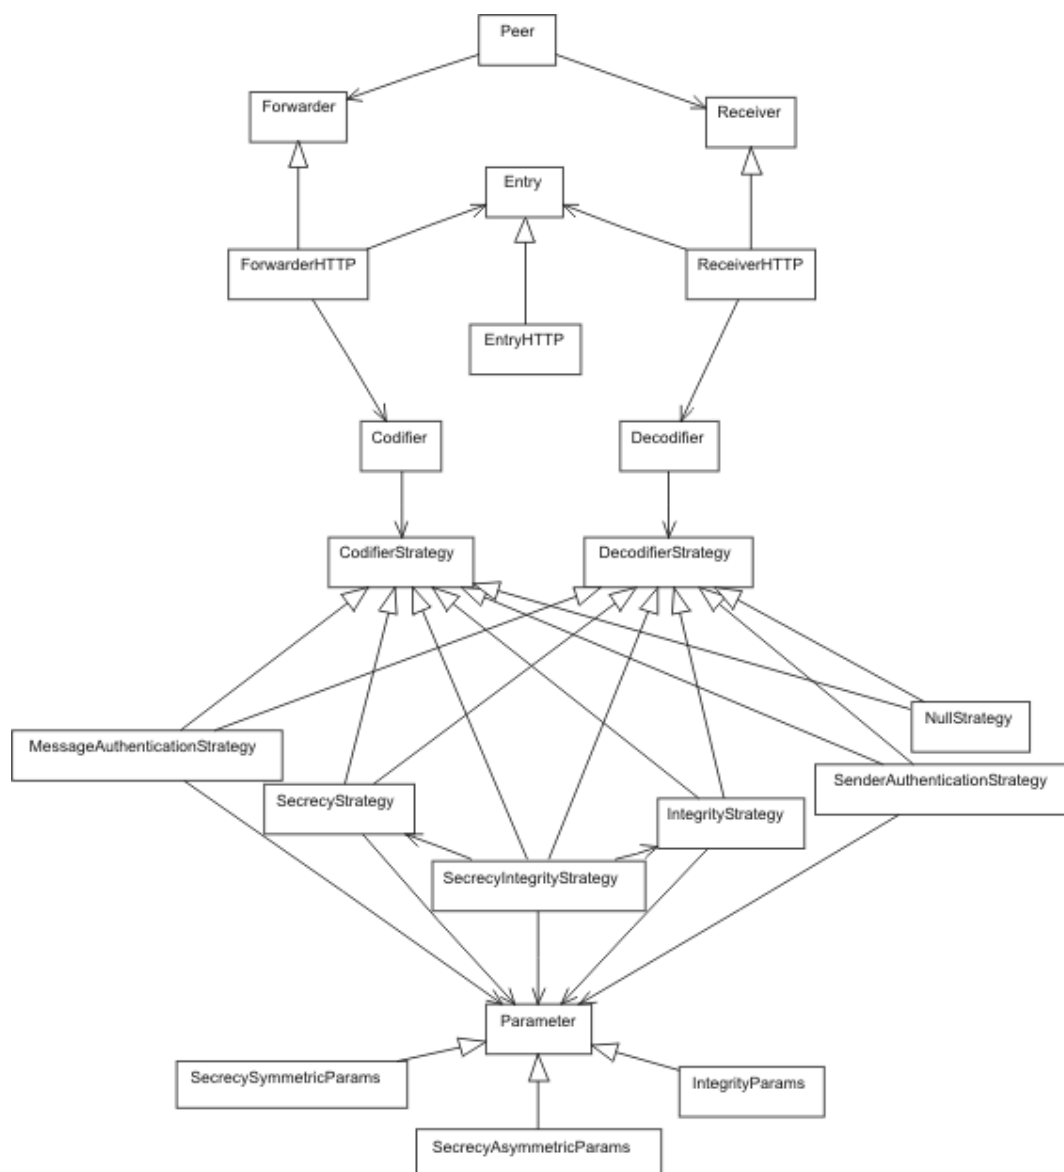 Peer
Forwarder
Receiver
Entry
ForwarderHTTP
ReceiverHTTP
EntryHTTP
Codifier
Decodifier
CodifierStrategy
DecodifierStrategy
NullStrategy
MessageAuthenticationStrategy
SenderAuthenticationStrategy
SecrecyStrategy
IntegrityStrategy
SecrecyIntegrityStrategy
Parameter
SecrecySymmetricParams
IntegrityParams
SecrecyAsymmetricParams